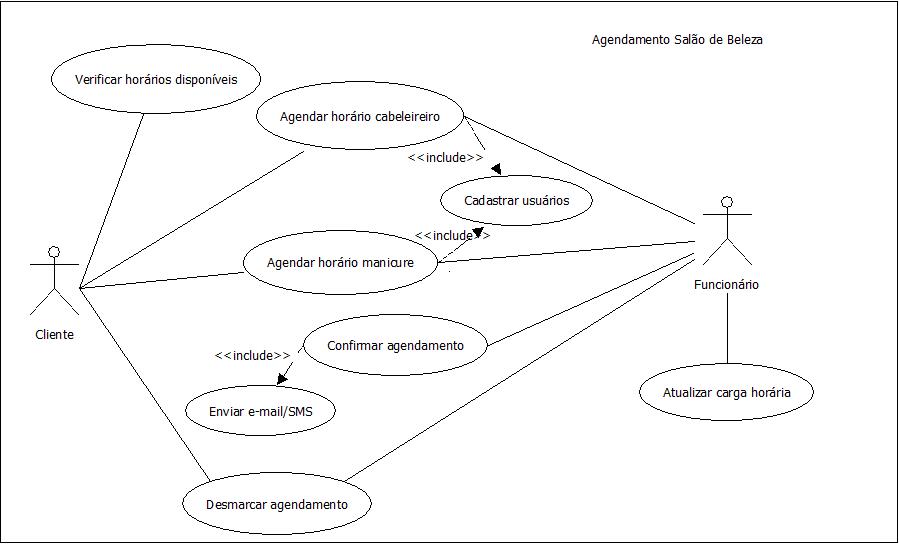 Agendamento Salão de Beleza
Verificar horários disponíveis
Agendar horário cabeleireiro
<<include>>
Cadastrar usuários
<<include>>
Agendar horário manicure
Funcionário
Cliente
Confirmar agendamento
<<include>>
Atualizar carga horária
Enviar e-mail/SMS
Desmarcar agendamento